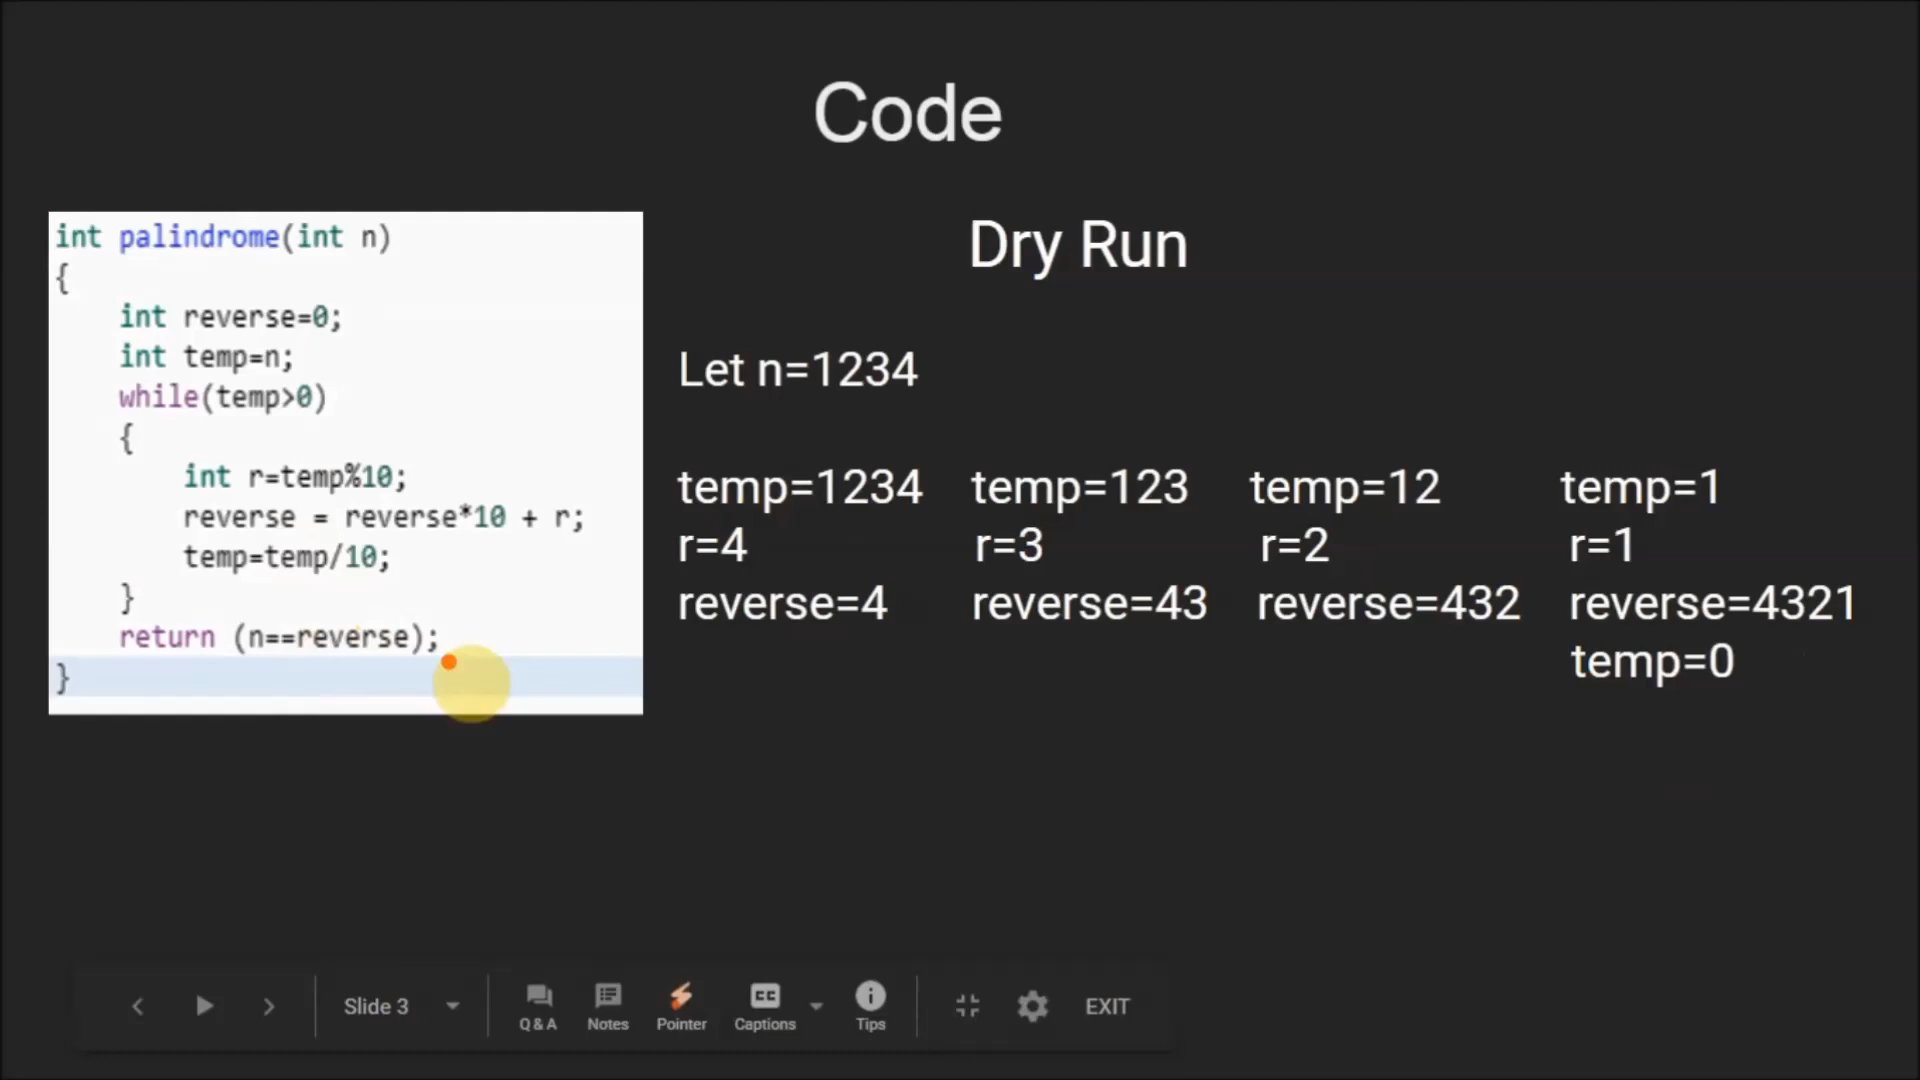 Code
int palindrome(int n)
{
int reverse=0;
int temp=n;
while(temp>0)
{
int r=temp%10;
reverse = reverse*10 + r;
temp=temp/10;
}
return (n==reverse);
}
Dry Run
Let n=1234
temp=1234 temp=123 temp=12 temp=1
r=4 r=3 r=2 r=1
reverse=4 reverse=43 reverse=432 reverse=4321
temp=0
Slide 3 Q & A Notes Pointer Captions Tips EXIT